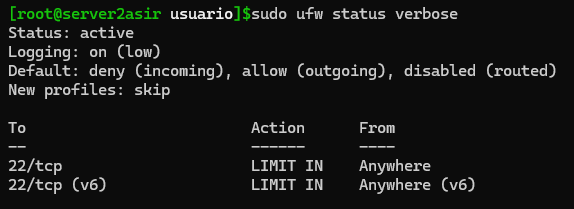 [root@server2asir usuario]$sudo ufw status verbose
Status: active
Logging: on (low)
Default: deny (incoming), allow (outgoing), disabled (routed)
New profiles: skip

To                         Action      From
--                         ------      ----
22/tcp                     LIMIT IN    Anywhere
22/tcp (v6)                LIMIT IN    Anywhere (v6)